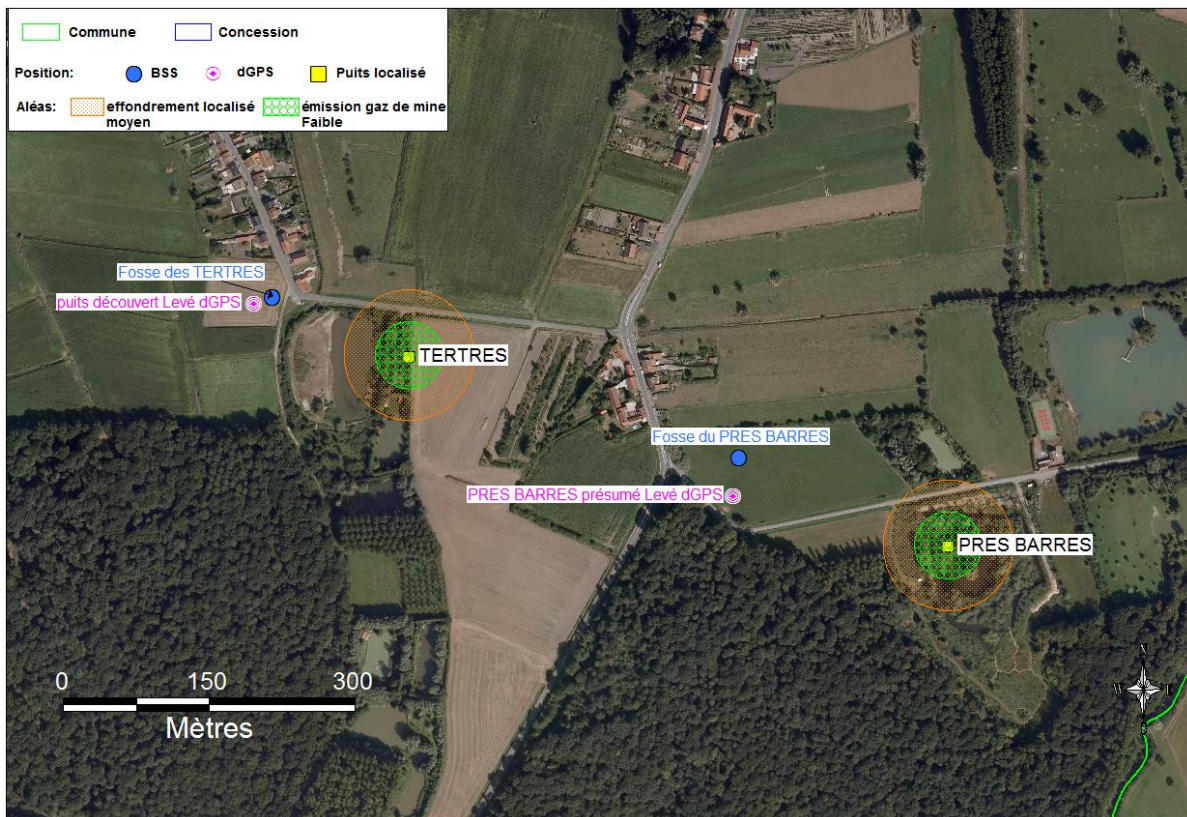 Commune
Concession
Position:
BSS
dGPS
Puits localisé
Aléas:
effondrement localisé
moyen
émission gaz de mine
Faible
Fosse des TERTRES
puits découvert Levé dGPS
TERTRES
Fosse du PRES BARRES
PRES BARRES présumé Levé dGPS
PRES BARRES
0
150
300
Mètres
N
W
E
S